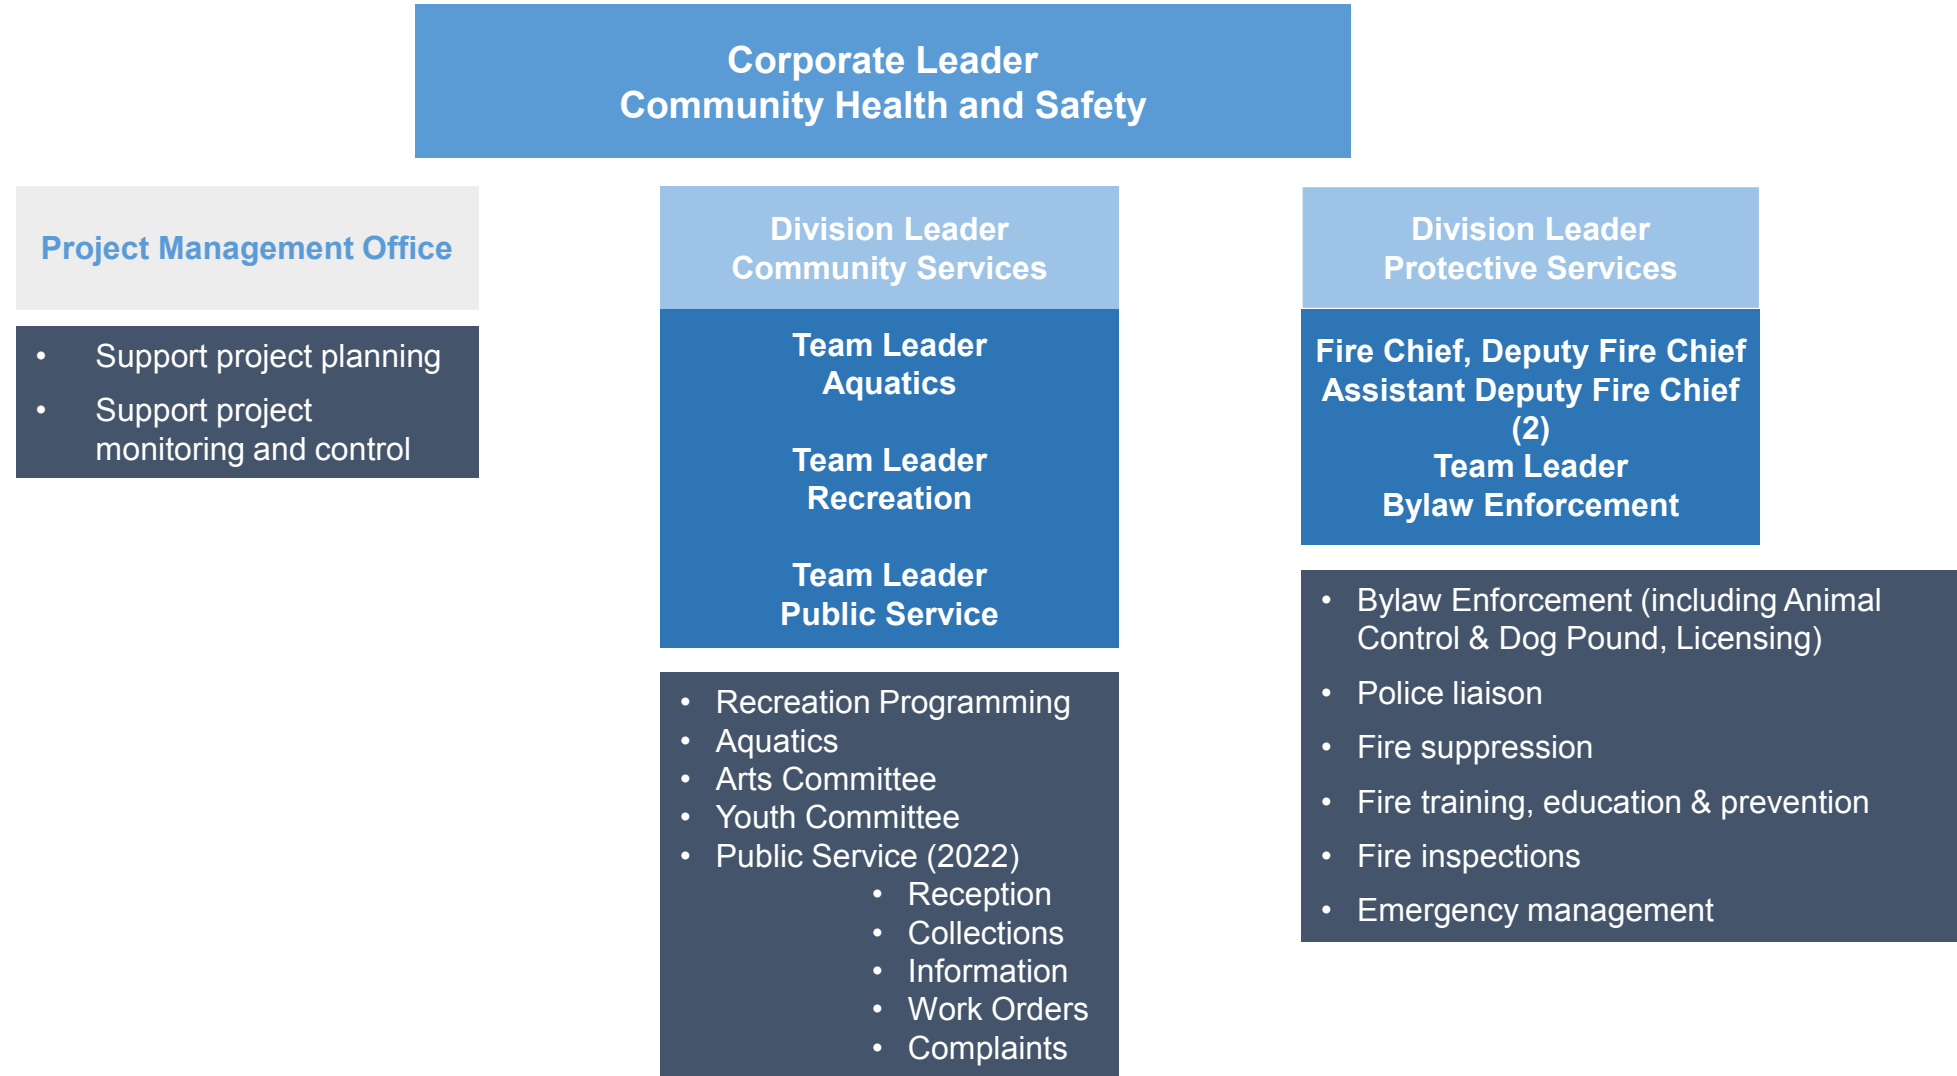 Corporate Leader
Community Health and Safety
Project Management Office
• Support project planning
• Support project
monitoring and control
Division Leader
Community Services
Team Leader
Aquatics
Team Leader
Recreation
Team Leader
Public Service
• Recreation Programming
• Aquatics
• Arts Committee
• Youth Committee
• Public Service (2022)
• Reception
• Collections
• Information
• Work Orders
• Complaints
Division Leader
Protective Services
Fire Chief, Deputy Fire Chief
Assistant Deputy Fire Chief
(2)
Team Leader
Bylaw Enforcement
• Bylaw Enforcement (including Animal
Control & Dog Pound, Licensing)
• Police liaison
• Fire suppression
• Fire training, education & prevention
• Fire inspections
• Emergency management